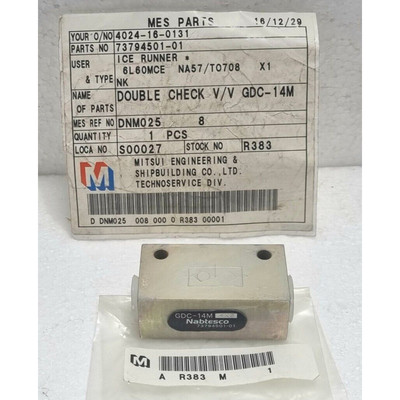 MES PARTS 16/12/29
YOUR O/NO 4024-16-0131
PARTS NO 73794501-01
USER ICE RUNNER *
& TYPE 6L60MCE NA57/T0708 X1
NK
NAME OF PARTS DOUBLE CHECK V/V GDC-14M
MES REF NO DNM025 8
QUANTITY 1 PCS
LOCA NO. S00027 STOCK NO R383
MITSUI ENGINEERING &
SHIPBUILDING CO.,LTD.
TECHNOSERVICE DIV.
D DNM025 008 000 0 R383 00001
GDC-14M
Nabtesco
73794501-01
A R383 M 1